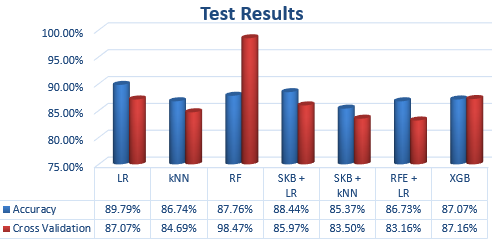 Test Results
100.00%
95.00%
90.00%
85.00%
80.00%
75.00%
LR kNN RF SKB + LR SKB + kNN RFE + LR XGB
Accuracy 89.79% 86.74% 87.76% 88.44% 85.37% 86.73% 87.07%
Cross Validation 87.07% 84.69% 98.47% 85.97% 83.50% 83.16% 87.16%